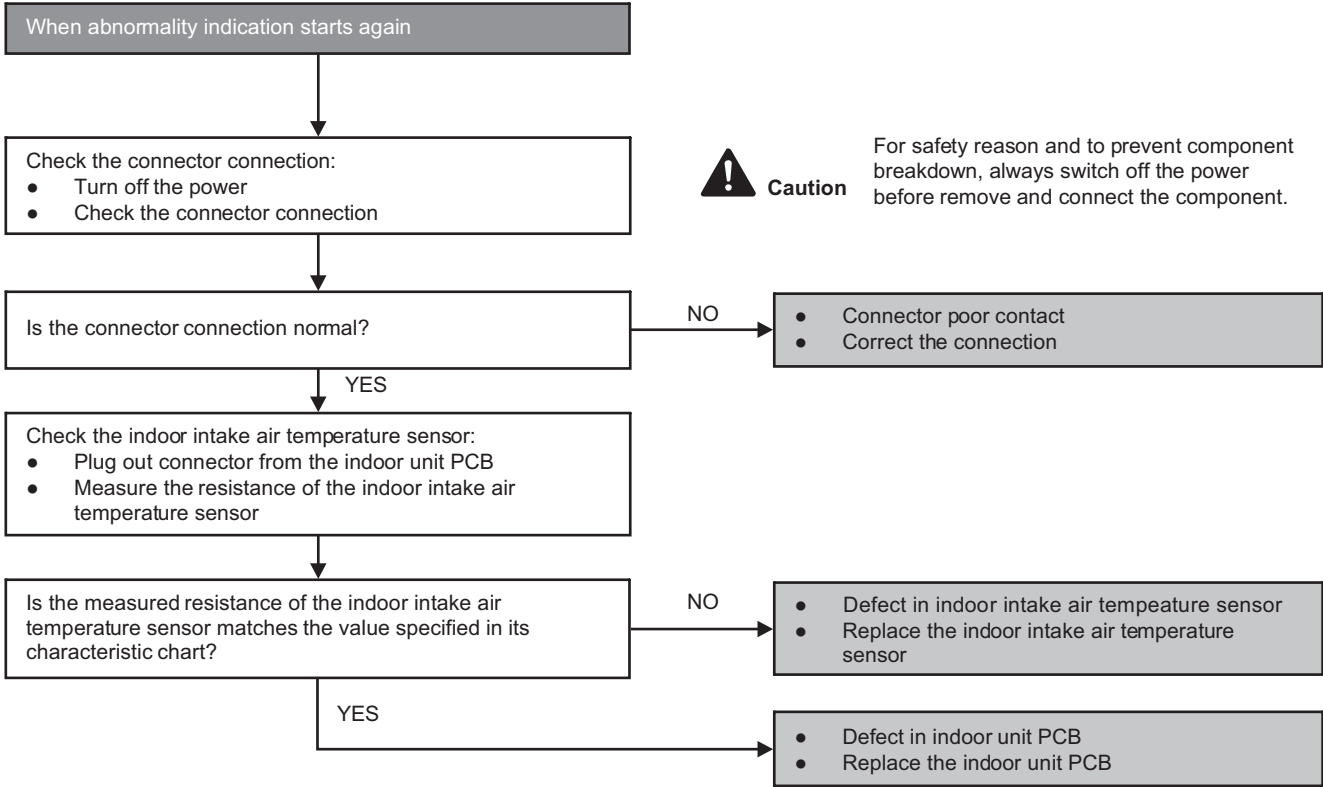 When abnormality indication starts again
Check the connector connection:
● Turn off the power
● Check the connector connection
Caution
For safety reason and to prevent component
breakdown, always switch off the power
before remove and connect the component.
Is the connector connection normal?
NO
● Connector poor contact
● Correct the connection
YES
Check the indoor intake air temperature sensor:
● Plug out connector from the indoor unit PCB
● Measure the resistance of the indoor intake air
temperature sensor
Is the measured resistance of the indoor intake air
temperature sensor matches the value specified in its
characteristic chart?
NO
● Defect in indoor intake air tempeature sensor
● Replace the indoor intake air temperature
sensor
YES
● Defect in indoor unit PCB
● Replace the indoor unit PCB